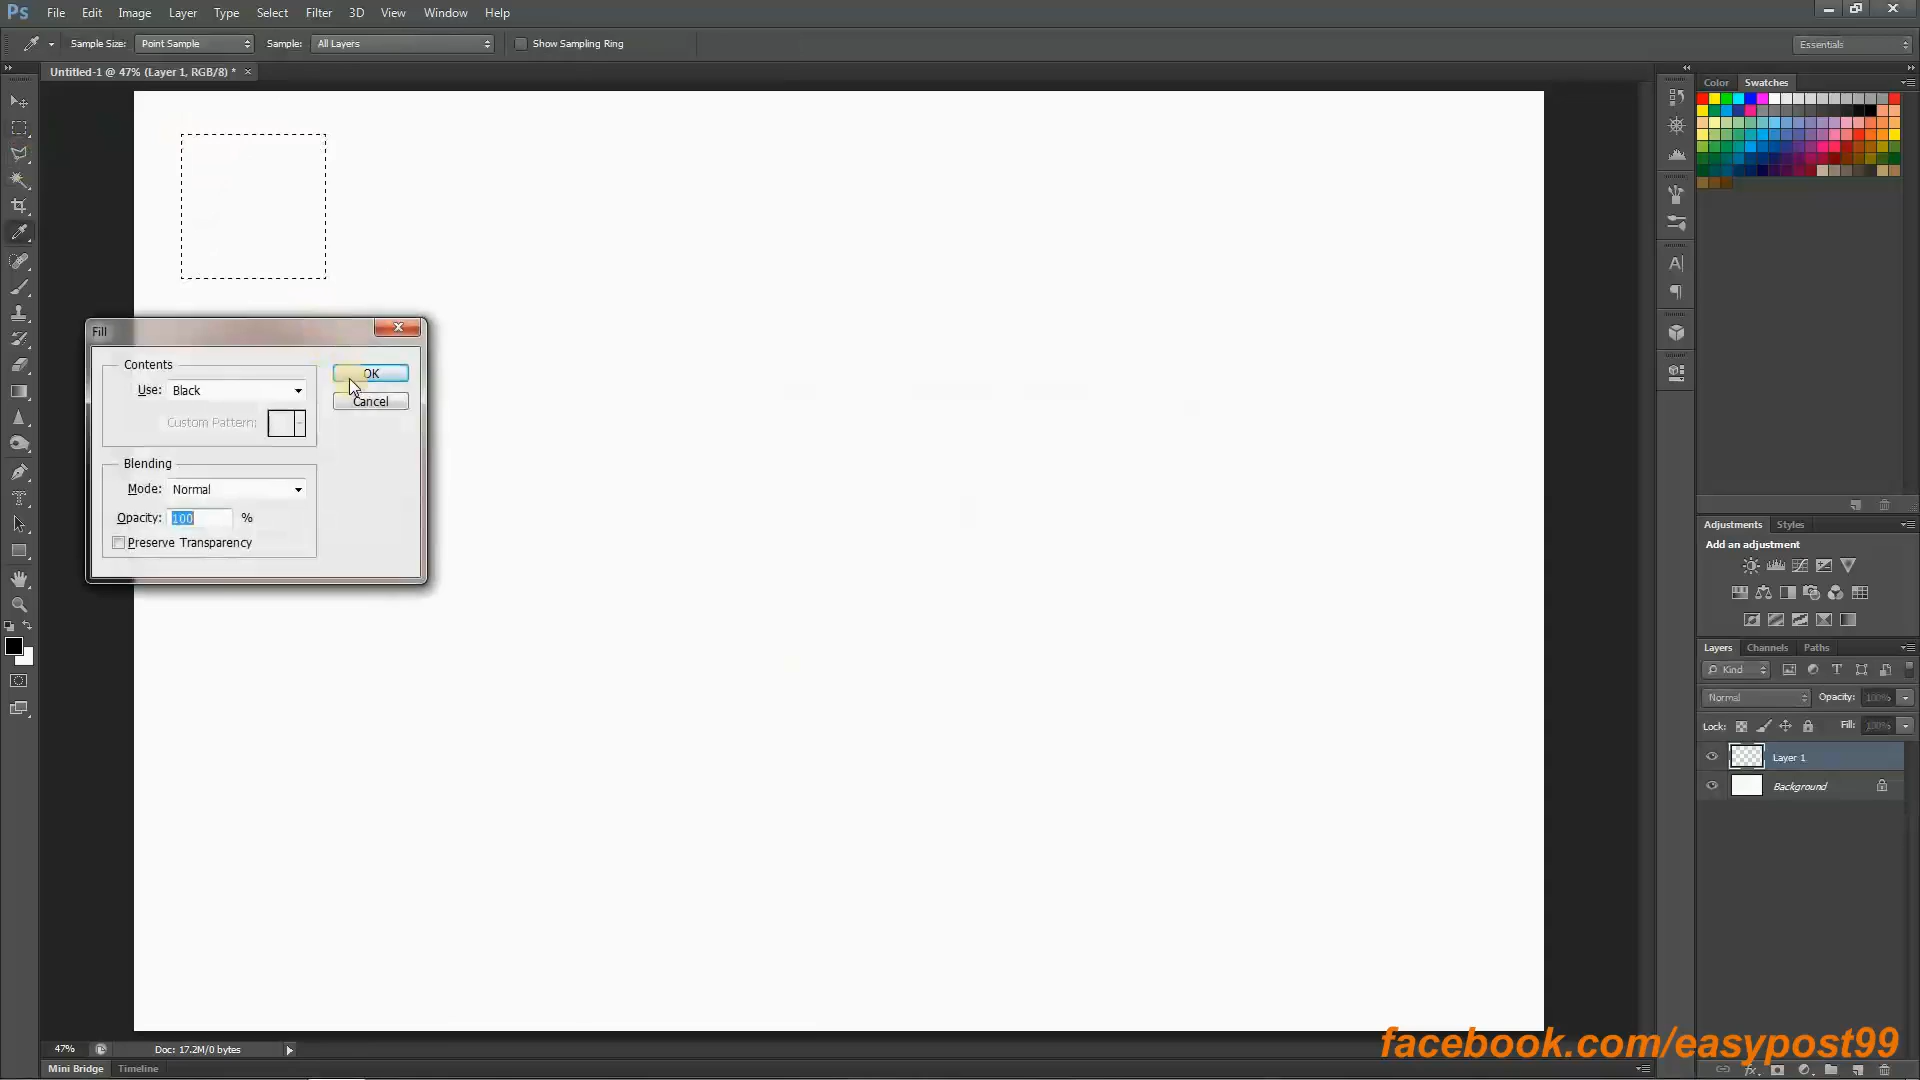 Ps File Edit Image Layer Type Select Filter 3D View Window Help
Sample Size: Point Sample Sample: All Layers Show Sampling Ring Essentials
Untitled-1 @ 47% (Layer 1, RGB/8) * ×
Color Swatches
Fill
Contents
Use: Black
Custom Pattern:
OK
Cancel
Blending
Mode: Normal
Opacity: 100 %
Preserve Transparency
Adjustments Styles
Add an adjustment
Layers Channels Paths
Kind
Normal Opacity: 100%
Lock: Fill: 100%
Layer 1
Background
47% Doc: 17.2M/0 bytes
Mini Bridge Timeline
facebook.com/easypost99